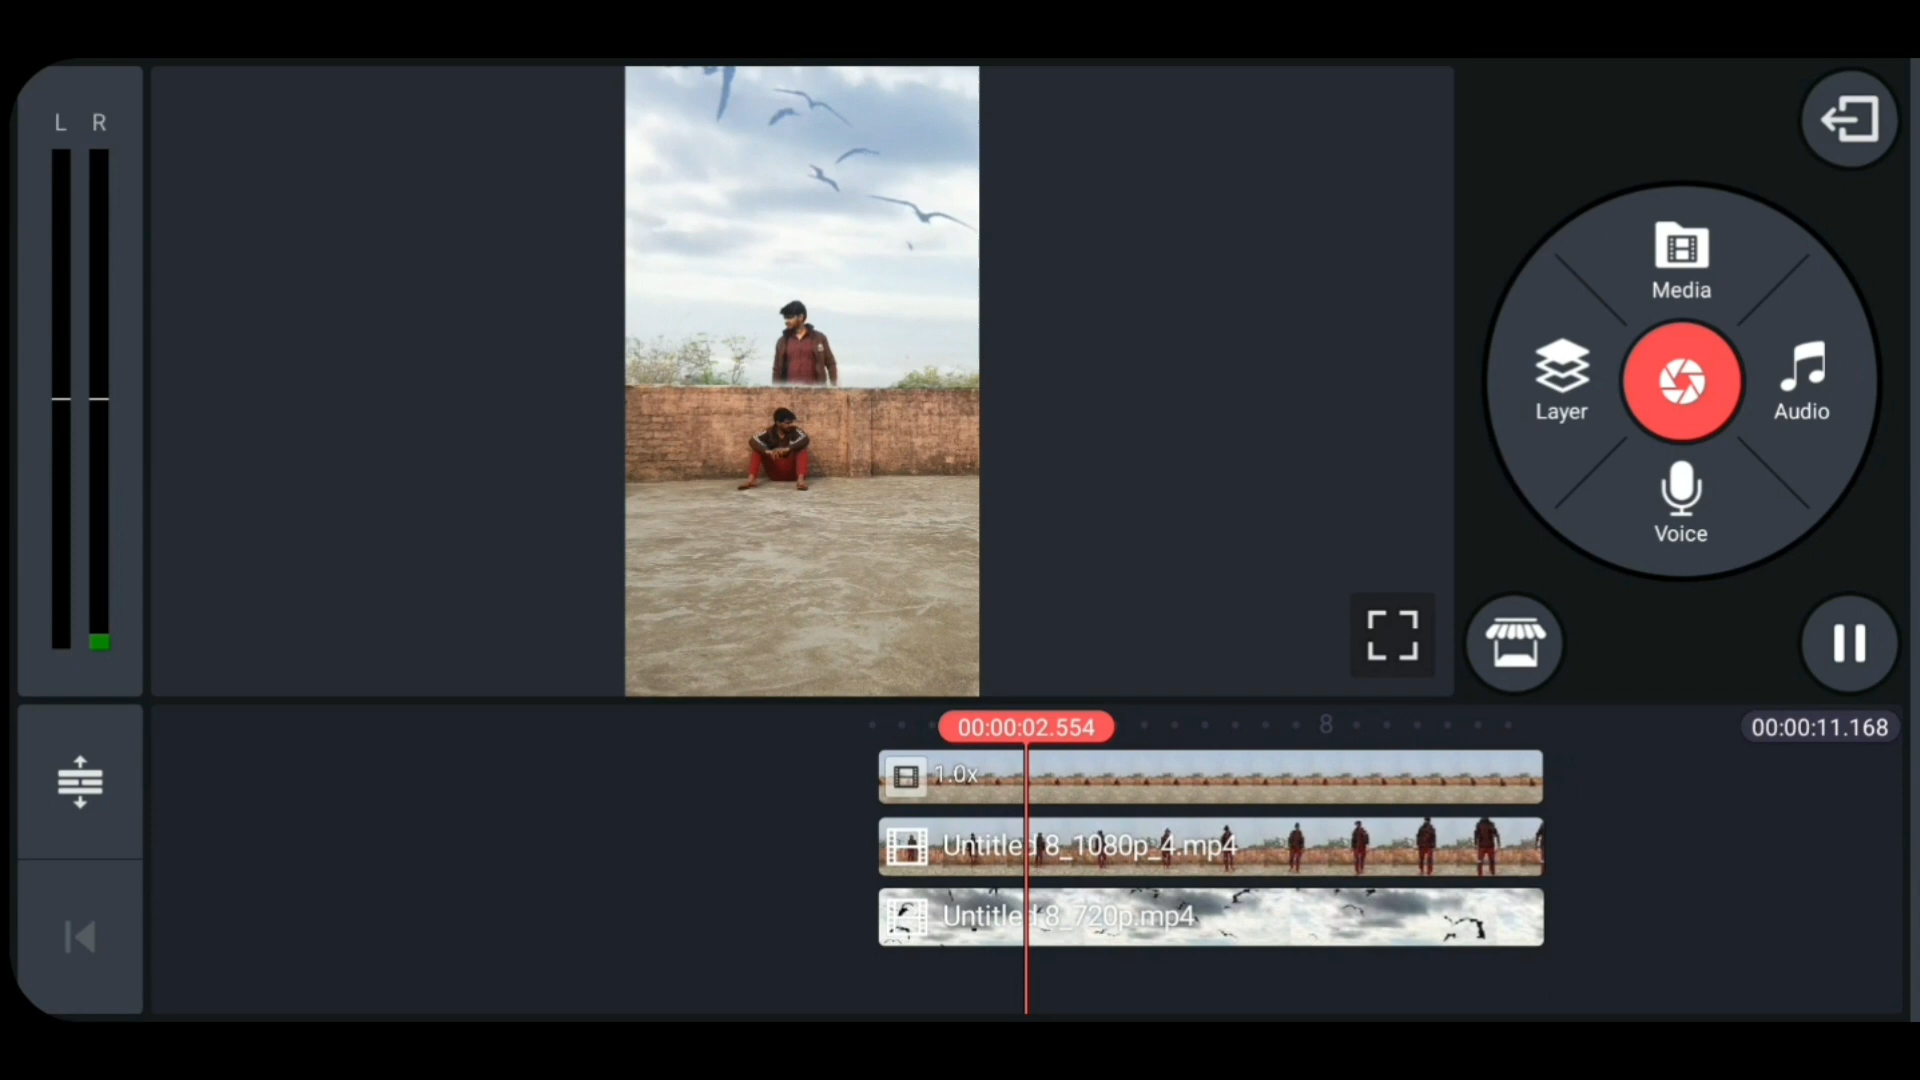 L R
Media
Layer
Audio
Voice
00:00:02.554
8
00:00:11.168
1.0x
Untitled 8_1080p_4.mp4
Untitled 8_720p.mp4